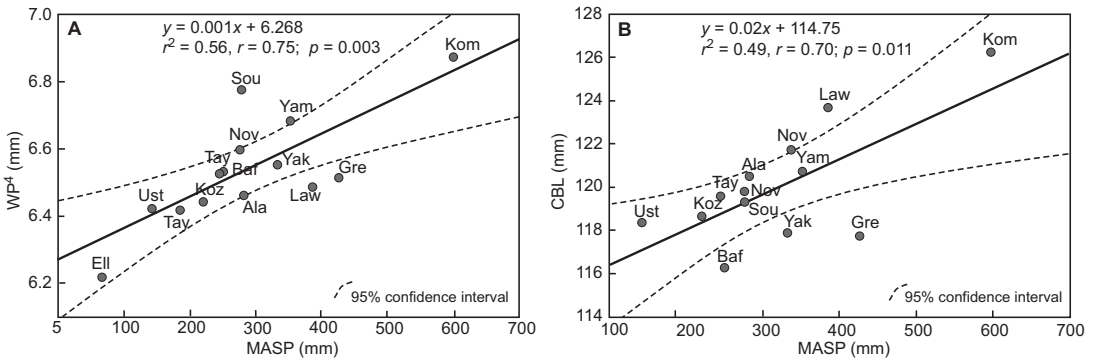 A
y = 0.001x + 6.268
r² = 0.56, r = 0.75; p = 0.003
WP⁴ (mm)
7.0
6.8
6.6
6.4
6.2
Kom
Sou
Yam
Nov
Tay
Baf
Yak
Gre
Law
Ust
Koz
Ala
Tay
Ell
95% confidence interval
5 100 200 300 400 500 600 700
MASP (mm)
B
y = 0.02x + 114.75
r² = 0.49, r = 0.70; p = 0.011
CBL (mm)
128
126
124
122
120
118
116
114
Kom
Law
Nov
Yam
Ala
Tay
Nov
Ust
Koz
Sou
Yak
Gre
Baf
95% confidence interval
100 200 300 400 500 600 700
MASP (mm)